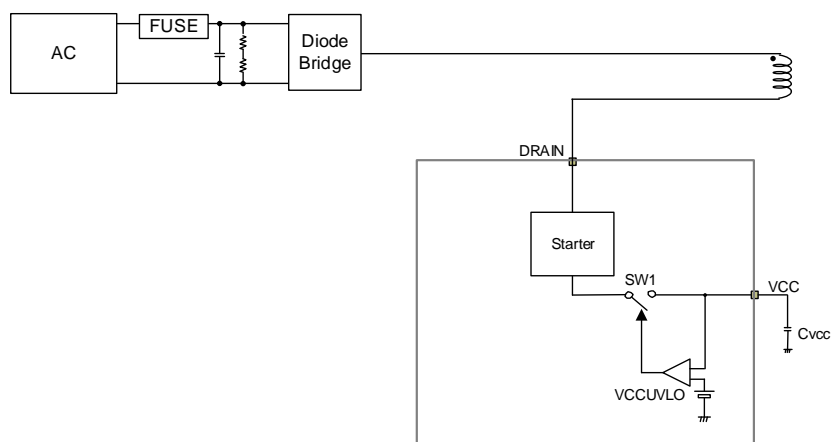 FUSE
AC
Diode
Bridge
DRAIN
Starter
SW1
VCC
Cvcc
VCCUVLO